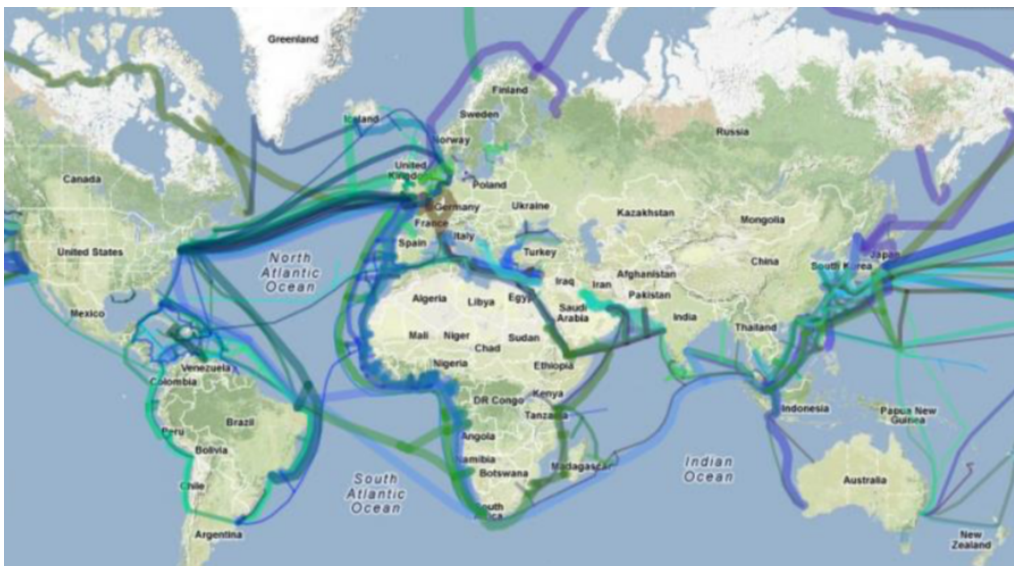 Greenland
Iceland
Finland
Sweden
Norway
Russia
United
Kingdom
Canada
Poland
Germany
Ukraine
France
Kazakhstan
Mongolia
Italy
Spain
United States
North
Atlantic
Ocean
Turkey
China
South Korea
Japan
Afghanistan
Iraq
Iran
Algeria
Libya
Egypt
Pakistan
Saudi
Arabia
Mexico
India
Mali
Niger
Sudan
Thailand
Chad
Nigeria
Ethiopia
Venezuela
Colombia
Kenya
DR Congo
Indonesia
Papua New
Guinea
Tanzania
Brazil
Peru
Angola
Bolivia
Namibia
Madagascar
Botswana
Indian
Ocean
Chile
South
Atlantic
Ocean
Australia
South
Africa
Argentina
New
Zealand